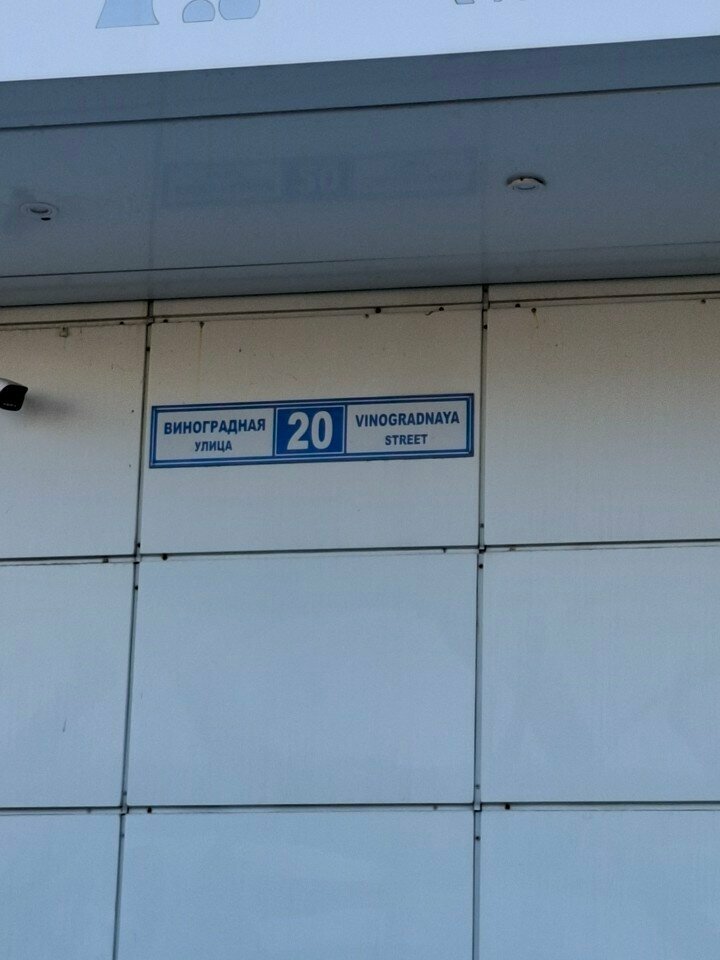 ВИНОГРАДНАЯ
УЛИЦА
20
VINOGRADNAYA
STREET